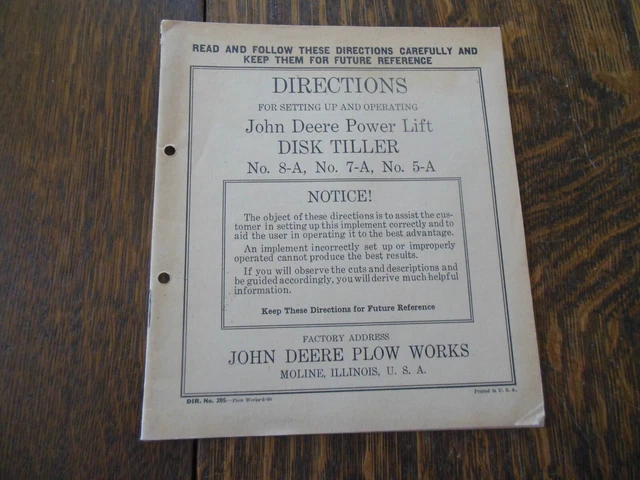 READ AND FOLLOW THESE DIRECTIONS CAREFULLY AND
KEEP THEM FOR FUTURE REFERENCE
DIRECTIONS
FOR SETTING UP AND OPERATING
John Deere Power Lift
DISK TILLER
No. 8-A, No. 7-A, No. 5-A
NOTICE!
The object of these directions is to assist the cus-
tomer in setting up this implement correctly and to
aid the user in operating it to the best advantage.
An implement incorrectly set up or improperly
operated cannot produce the best results.
If you will observe the cuts and descriptions and
be guided accordingly, you will derive much helpful
information.
Keep These Directions for Future Reference
FACTORY ADDRESS
JOHN DEERE PLOW WORKS
MOLINE, ILLINOIS, U. S. A.
DIR. No. 295—Plow Works
Printed in U. S. A.